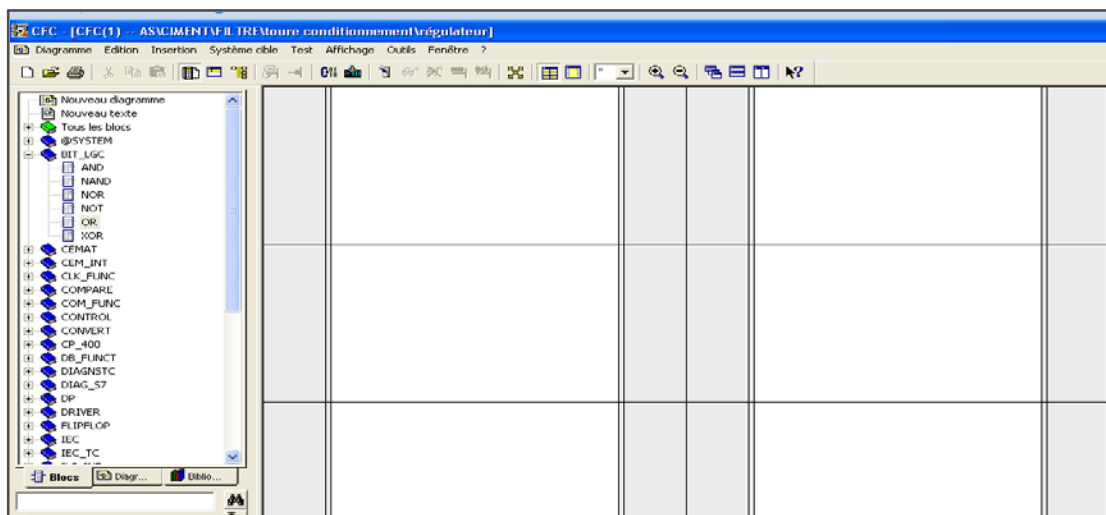 CFC - [CFC(1) -- AS\CIMENT\FILTRE\toure conditionnement\régulateur]
Diagramme Edition Insertion Système cible Test Affichage Outils Fenêtre ?
Nouveau diagramme
Nouveau texte
Tous les blocs
@SYSTEM
BIT_LGC
AND
NAND
NOR
NOT
OR
XOR
CEMAT
CEM_INT
CLK_FUNC
COMPARE
COM_FUNC
CONTROL
CONVERT
CP_400
DB_FUNCT
DIAGNSTC
DIAG_S7
DP
DRIVER
FLIPFLOP
IEC
IEC_TC
Blocs Diagr... Biblio...